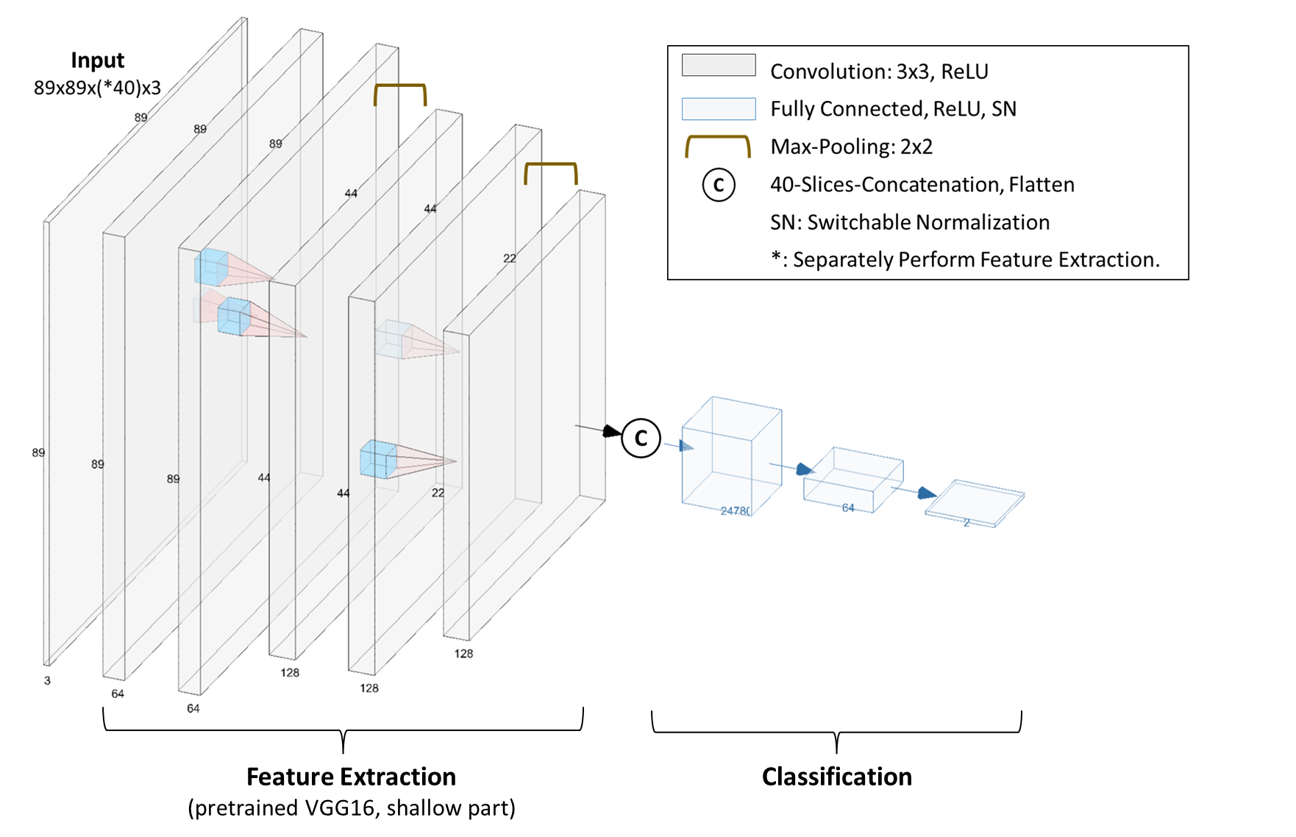 Input
89x89x(*40)x3
89
89
89
44
44
22
89
89
89
44
44
22
3
64
64
128
128
128
Convolution: 3x3, ReLU
Fully Connected, ReLU, SN
Max-Pooling: 2x2
C
40-Slices-Concatenation, Flatten
SN: Switchable Normalization
*: Separately Perform Feature Extraction.
C
64
2
Feature Extraction
(pretrained VGG16, shallow part)
Classification